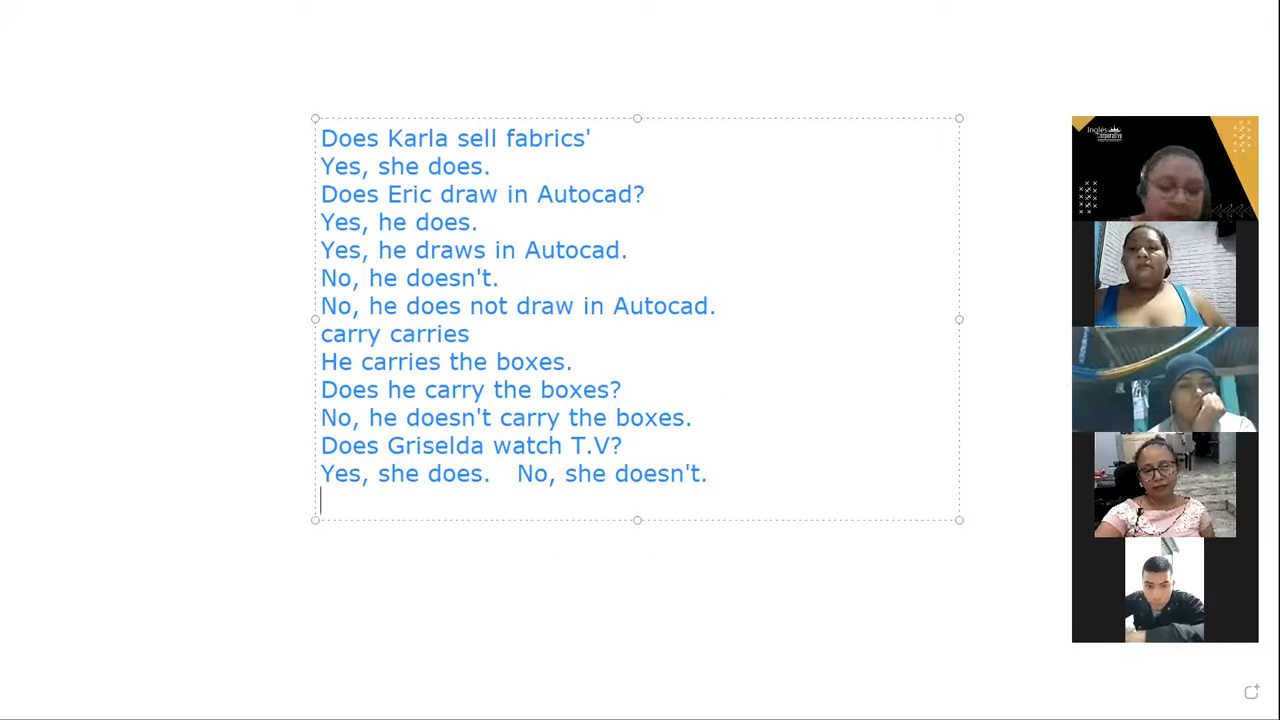 Does Karla sell fabrics'
Yes, she does.
Does Eric draw in Autocad?
Yes, he does.
Yes, he draws in Autocad.
No, he doesn't.
No, he does not draw in Autocad.
carry carries
He carries the boxes.
Does he carry the boxes?
No, he doesn't carry the boxes.
Does Griselda watch T.V?
Yes, she does.    No, she doesn't.
Inglés
Corporativo